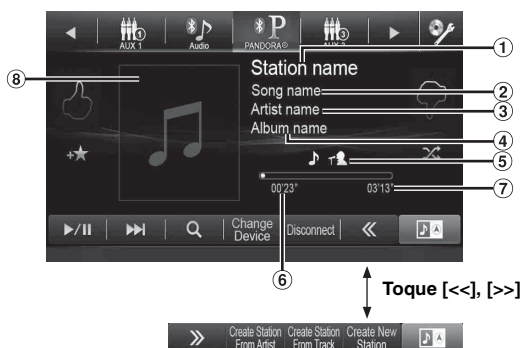 AUX 1 Audio PANDORA®
1
8
Station name
Song name 2
Artist name 3
Album name 4
5
+★
00'23" 03'13" 7
▶/II ▶▶| Change Device Disconnect <<
6
Toque [<<], [>>]
>> Create Station From Artist Create Station From Track Create New Station